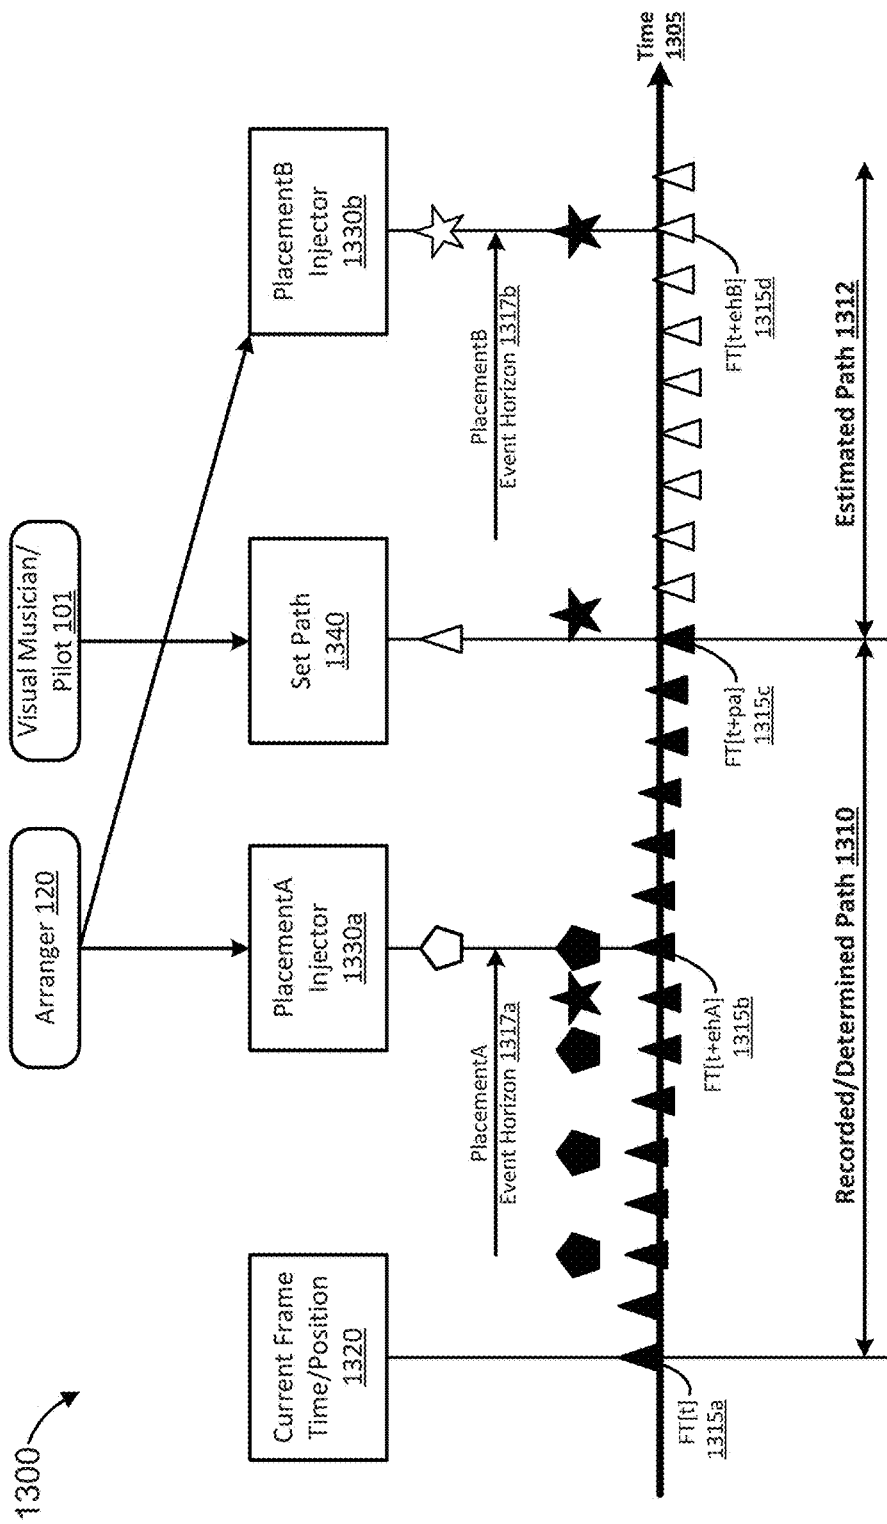 1300
Arranger 120
Visual Musician/
Pilot 101
Current Frame
Time/Position
1320
PlacementA
Injector
1330a
Set Path
1340
PlacementB
Injector
1330b
PlacementA
Event Horizon 1317a
PlacementB
Event Horizon 1317b
Time
1305
FT[t]
1315a
FT[t+ehA]
1315b
FT[t+pa]
1315c
FT[t+ehB]
1315d
Recorded/Determined Path 1310
Estimated Path 1312